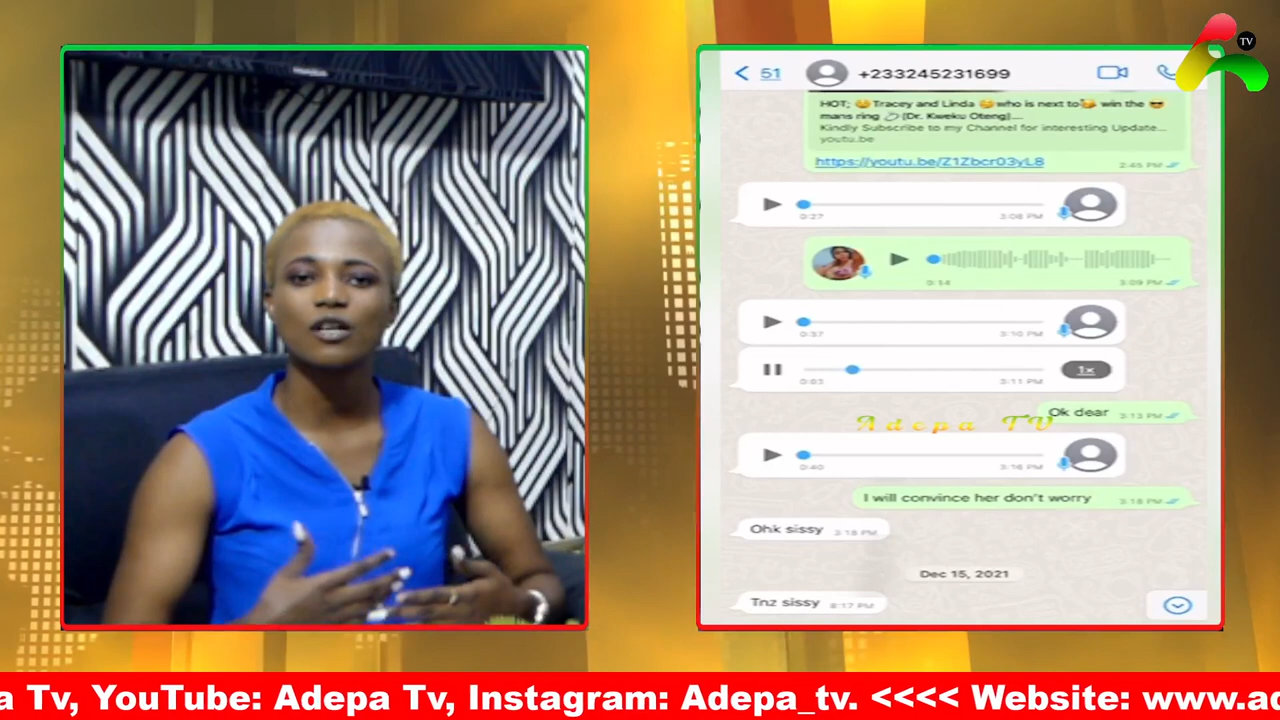 TV
51
+233245231699
HOT; 😊Tracey and Linda 😊who is next to🥰 win the 😎
mans ring 💍 (Dr. Kweku Oteng)....
Kindly Subscribe to my Channel for interesting Update...
youtu.be
https://youtu.be/Z1Zbcr03yL8
2:45 PM
0:27
3:08 PM
0:14
3:09 PM
0:37
3:10 PM
1x
0:03
3:11 PM
Ok dear 3:13 PM
Adepa TV
0:40
3:16 PM
I will convince her don't worry 3:18 PM
Ohk sissy 3:18 PM
Dec 15, 2021
Tnz sissy 8:17 PM
a Tv, YouTube: Adepa Tv, Instagram: Adepa_tv. <<<< Website: www.ad